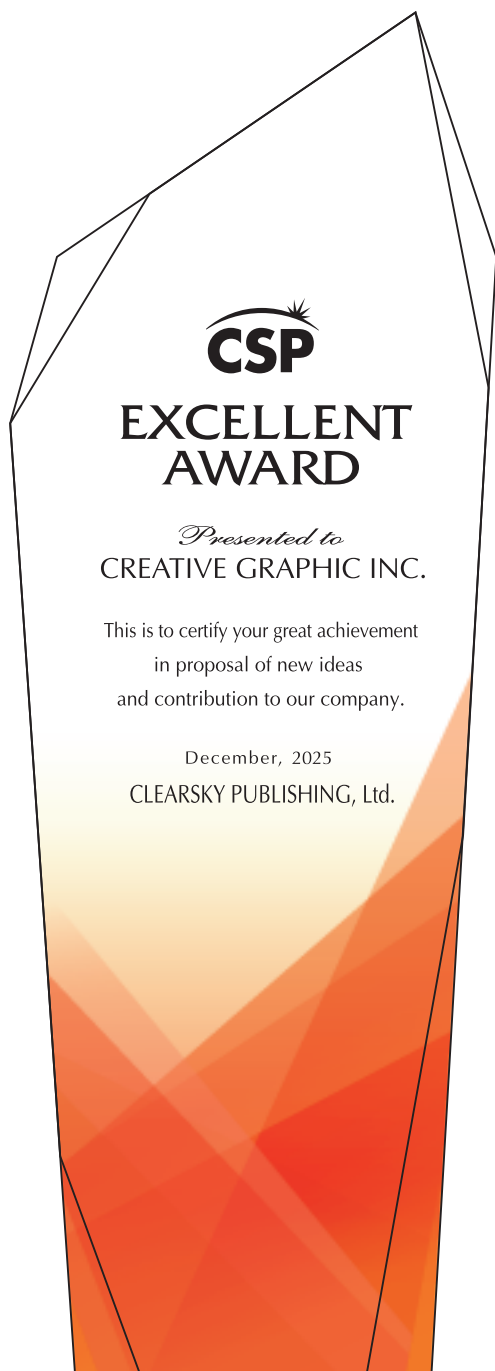 CSP
EXCELLENT
AWARD
Presented to
CREATIVE GRAPHIC INC.
This is to certify your great achievement
in proposal of new ideas
and contribution to our company.
December, 2025
CLEARSKY PUBLISHING, Ltd.